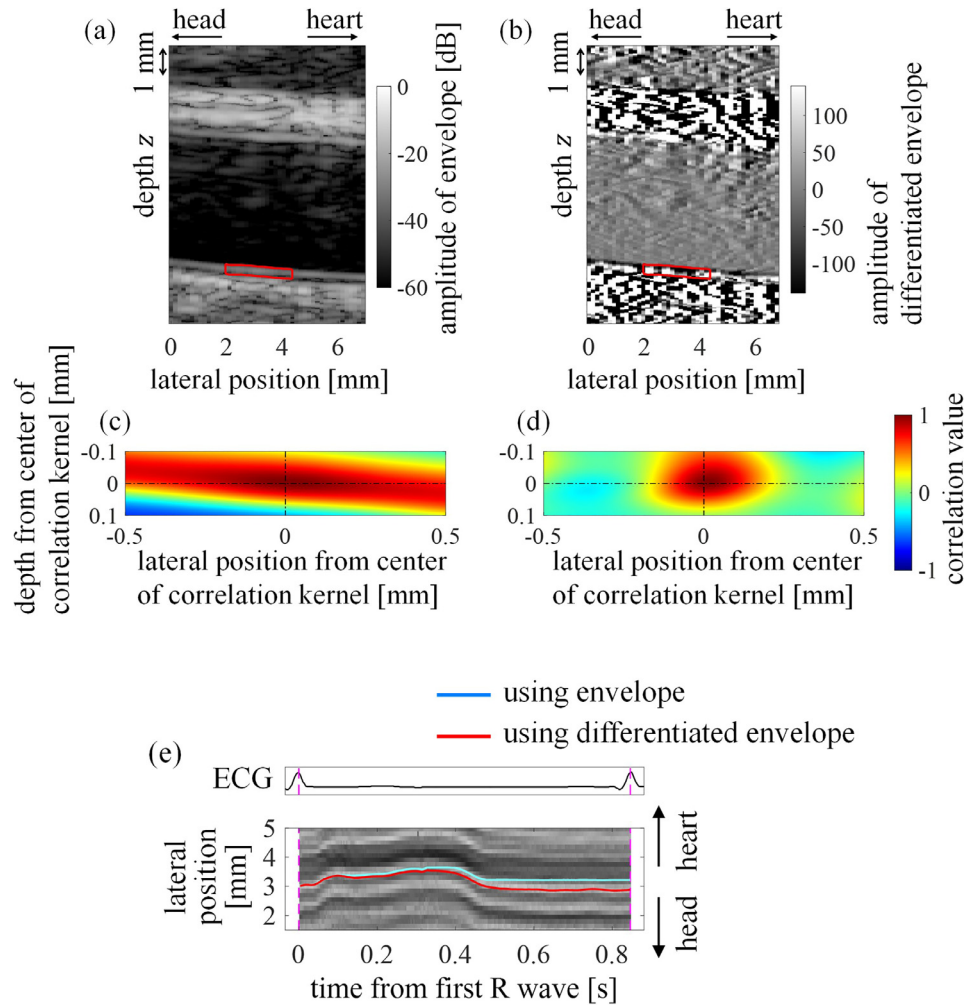 (a)
head
heart
1 mm
depth z
0
-20
-40
-60
amplitude of envelope [dB]
0
2
4
6
lateral position [mm]
(b)
head
heart
1 mm
depth z
100
50
0
-50
-100
amplitude of
differentiated envelope
0
2
4
6
lateral position [mm]
depth from center of
correlation kernel [mm]
(c)
-0.1
0
0.1
-0.5
0
0.5
lateral position from center
of correlation kernel [mm]
(d)
-0.1
0
0.1
-0.5
0
0.5
lateral position from center
of correlation kernel [mm]
1
0
-1
correlation value
using envelope
using differentiated envelope
(e)
ECG
lateral
position
[mm]
5
4
3
2
0
0.2
0.4
0.6
0.8
time from first R wave [s]
heart
head